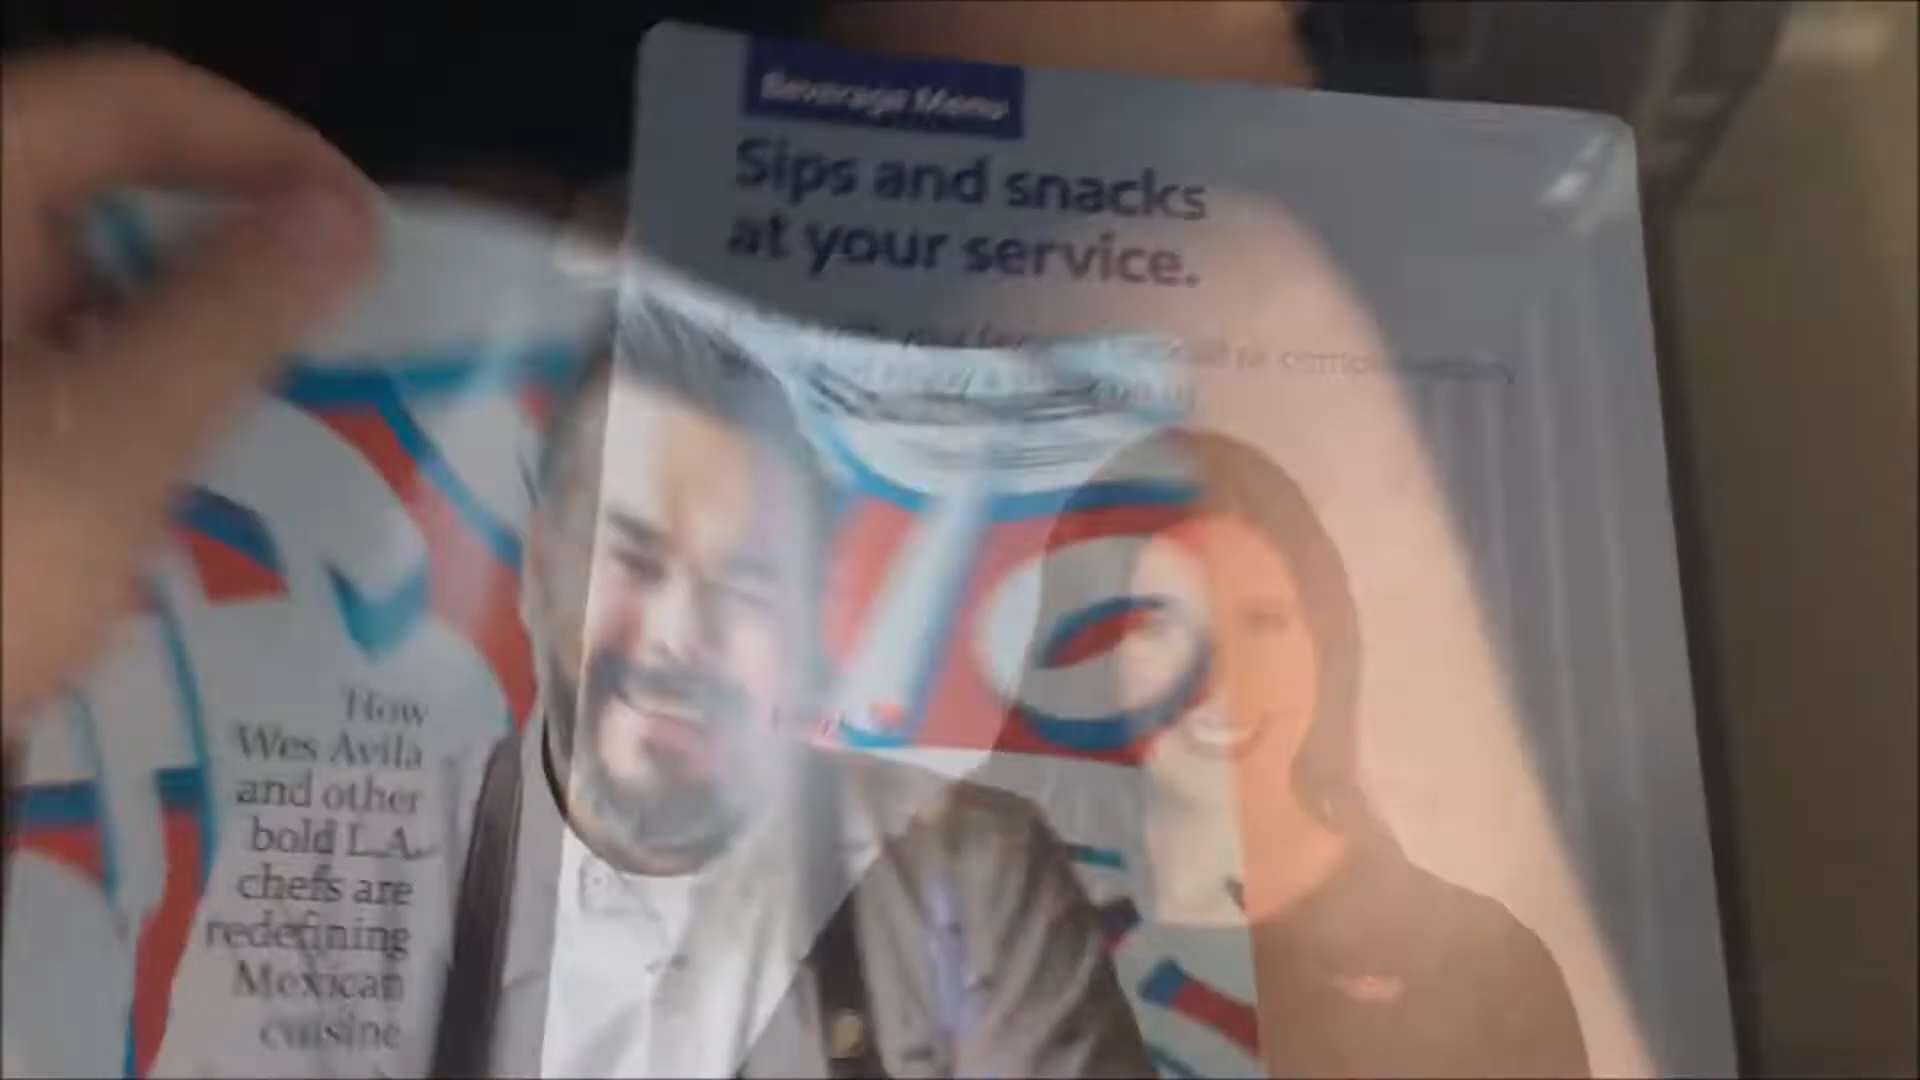 Beverage Menu
Sips and snacks
at your service.
How
Wes Avila
and other
bold L.A.
chefs are
redefining
Mexican
cuisine